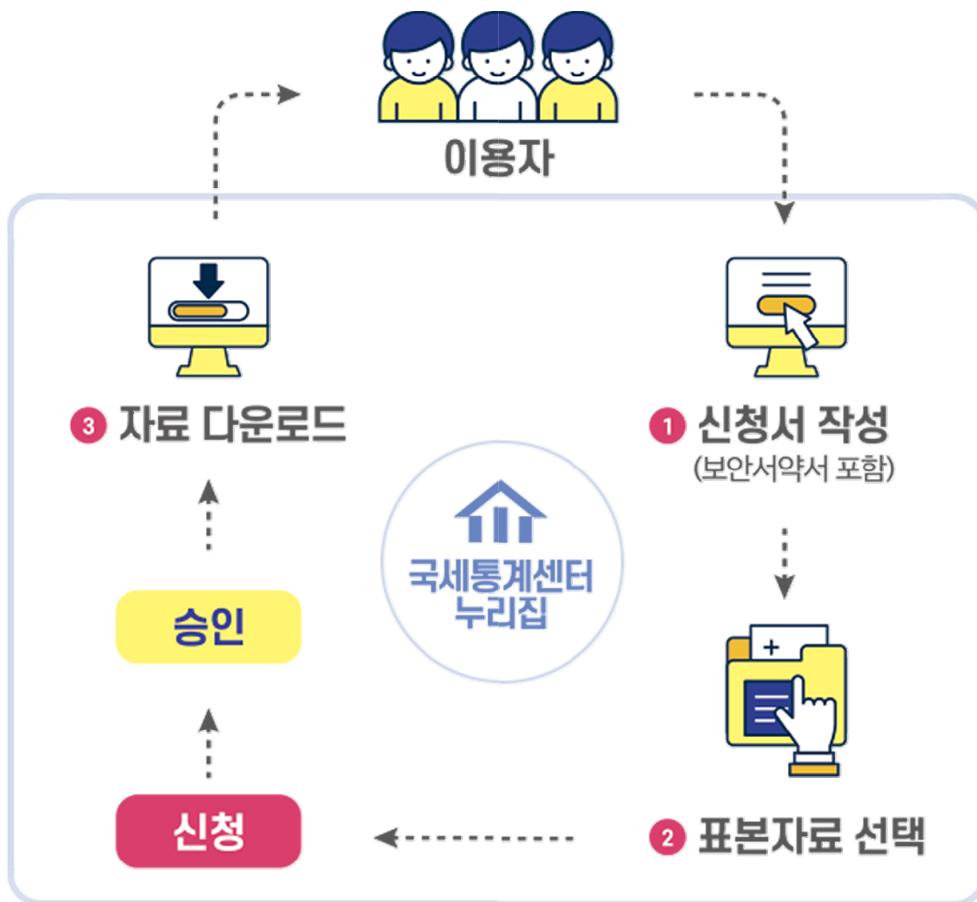 이용자
1 신청서 작성
(보안서약서 포함)
2 표본자료 선택
신청
승인
3 자료 다운로드
국세통계센터
누리집